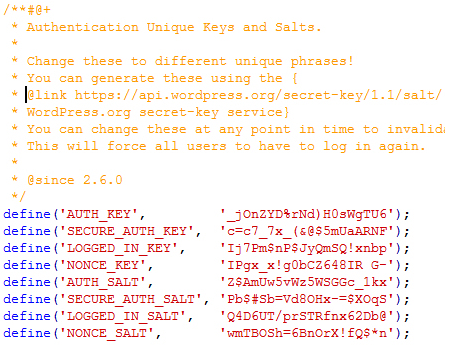 /**#@+
 * Authentication Unique Keys and Salts.
 *
 * Change these to different unique phrases!
 * You can generate these using the {
 * @link https://api.wordpress.org/secret-key/1.1/salt/
 * WordPress.org secret-key service}
 * You can change these at any point in time to invalida
 * This will force all users to have to log in again.
 *
 * @since 2.6.0
 */
define('AUTH_KEY',         '_jOnZYD%rNd)H0sWgTU6');
define('SECURE_AUTH_KEY',  'c=c7_7x_(&@$5mUaARNF');
define('LOGGED_IN_KEY',    'Ij7Pm$nP$JyQmSQ!xnbp');
define('NONCE_KEY',        'IPgx_x!g0bCZ648IR G-');
define('AUTH_SALT',        'Z$AmUw5vWz5WSGGc_1kx');
define('SECURE_AUTH_SALT', 'Pb$#Sb=Vd8OHx-=$XOqS');
define('LOGGED_IN_SALT',   'Q4D6UT/prSTRfnx62Db@');
define('NONCE_SALT',       'wmTBOSh=6BnOrX!fQ$*n');